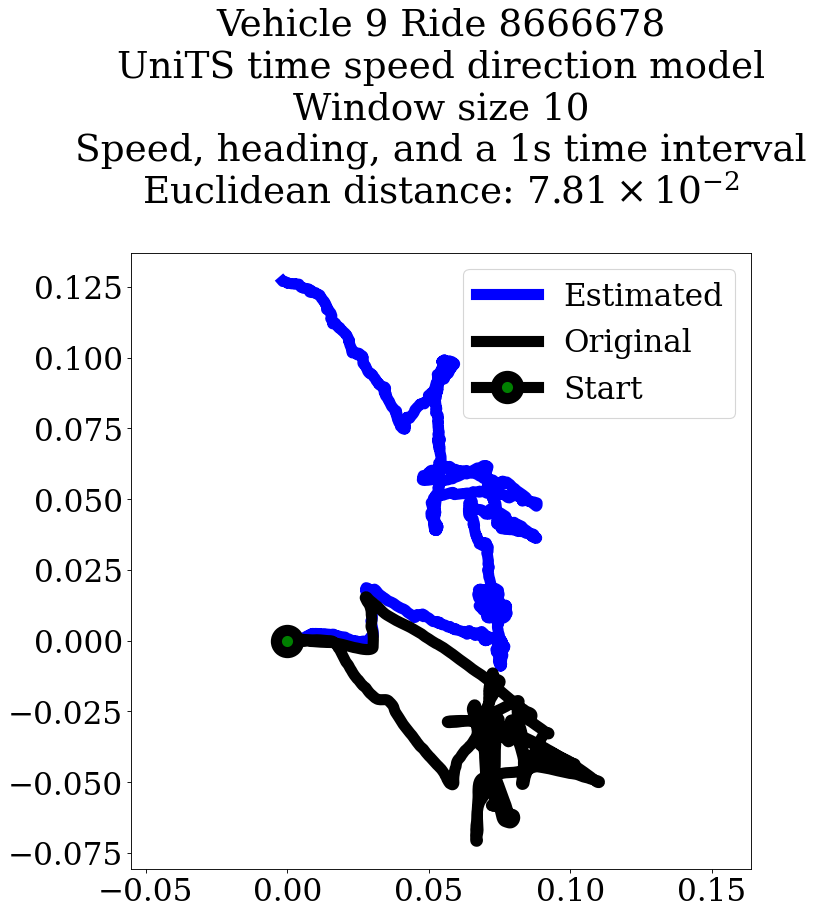 Vehicle 9 Ride 8666678
UniTS time speed direction model
Window size 10
Speed, heading, and a 1s time interval
Euclidean distance: 7.81 × 10⁻²
Estimated
Original
Start
0.125
0.100
0.075
0.050
0.025
0.000
−0.025
−0.050
−0.075
−0.05 0.00 0.05 0.10 0.15